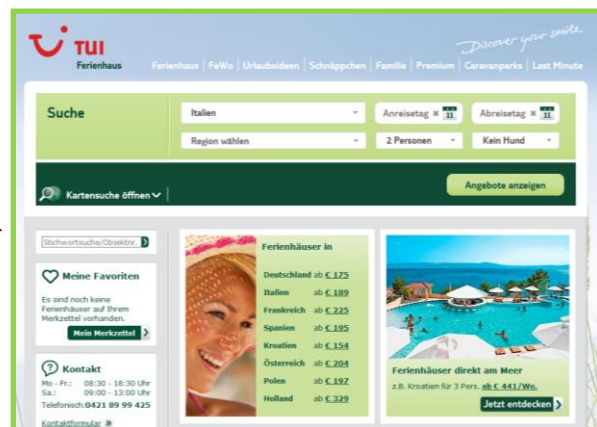 Discover your smile
TUI
Ferienhaus
Ferienhaus | FeWo | Urlaubsideen | Schnäppchen | Familie | Premium | Caravanparks | Last Minute
Suche
Italien
Anreisetag
11
Abreisetag
11
Region wählen
2 Personen
Kein Hund
Kartensuche öffnen
Angebote anzeigen
Stichwortsuche/Objektnr.
Meine Favoriten
Es sind noch keine
Ferienhäuser auf Ihrem
Merkzettel vorhanden.
Mein Merkzettel
Kontakt
Mo - Fr.: 08:30 - 18:30 Uhr
Sa.: 09:00 - 13:00 Uhr
Telefonisch:0421 89 99 425
Kontaktformular
Ferienhäuser in
Deutschland ab € 175
Italien ab € 189
Frankreich ab € 225
Spanien ab € 195
Kroatien ab € 154
Österreich ab € 204
Polen ab € 197
Holland ab € 329
Ferienhäuser direkt am Meer
z.B. Kroatien für 3 Pers. ab € 441/Wo.
Jetzt entdecken